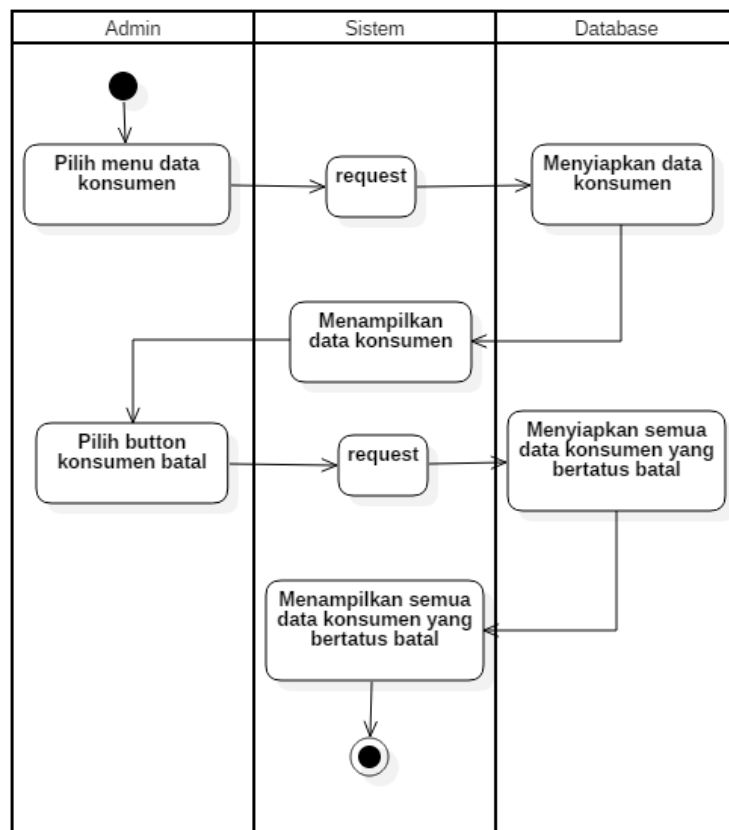 Admin
Sistem
Database
Pilih menu data
konsumen
request
Menyiapkan data
konsumen
Menampilkan
data konsumen
Pilih button
konsumen batal
request
Menyiapkan semua
data konsumen yang
bertatus batal
Menampilkan semua
data konsumen yang
bertatus batal